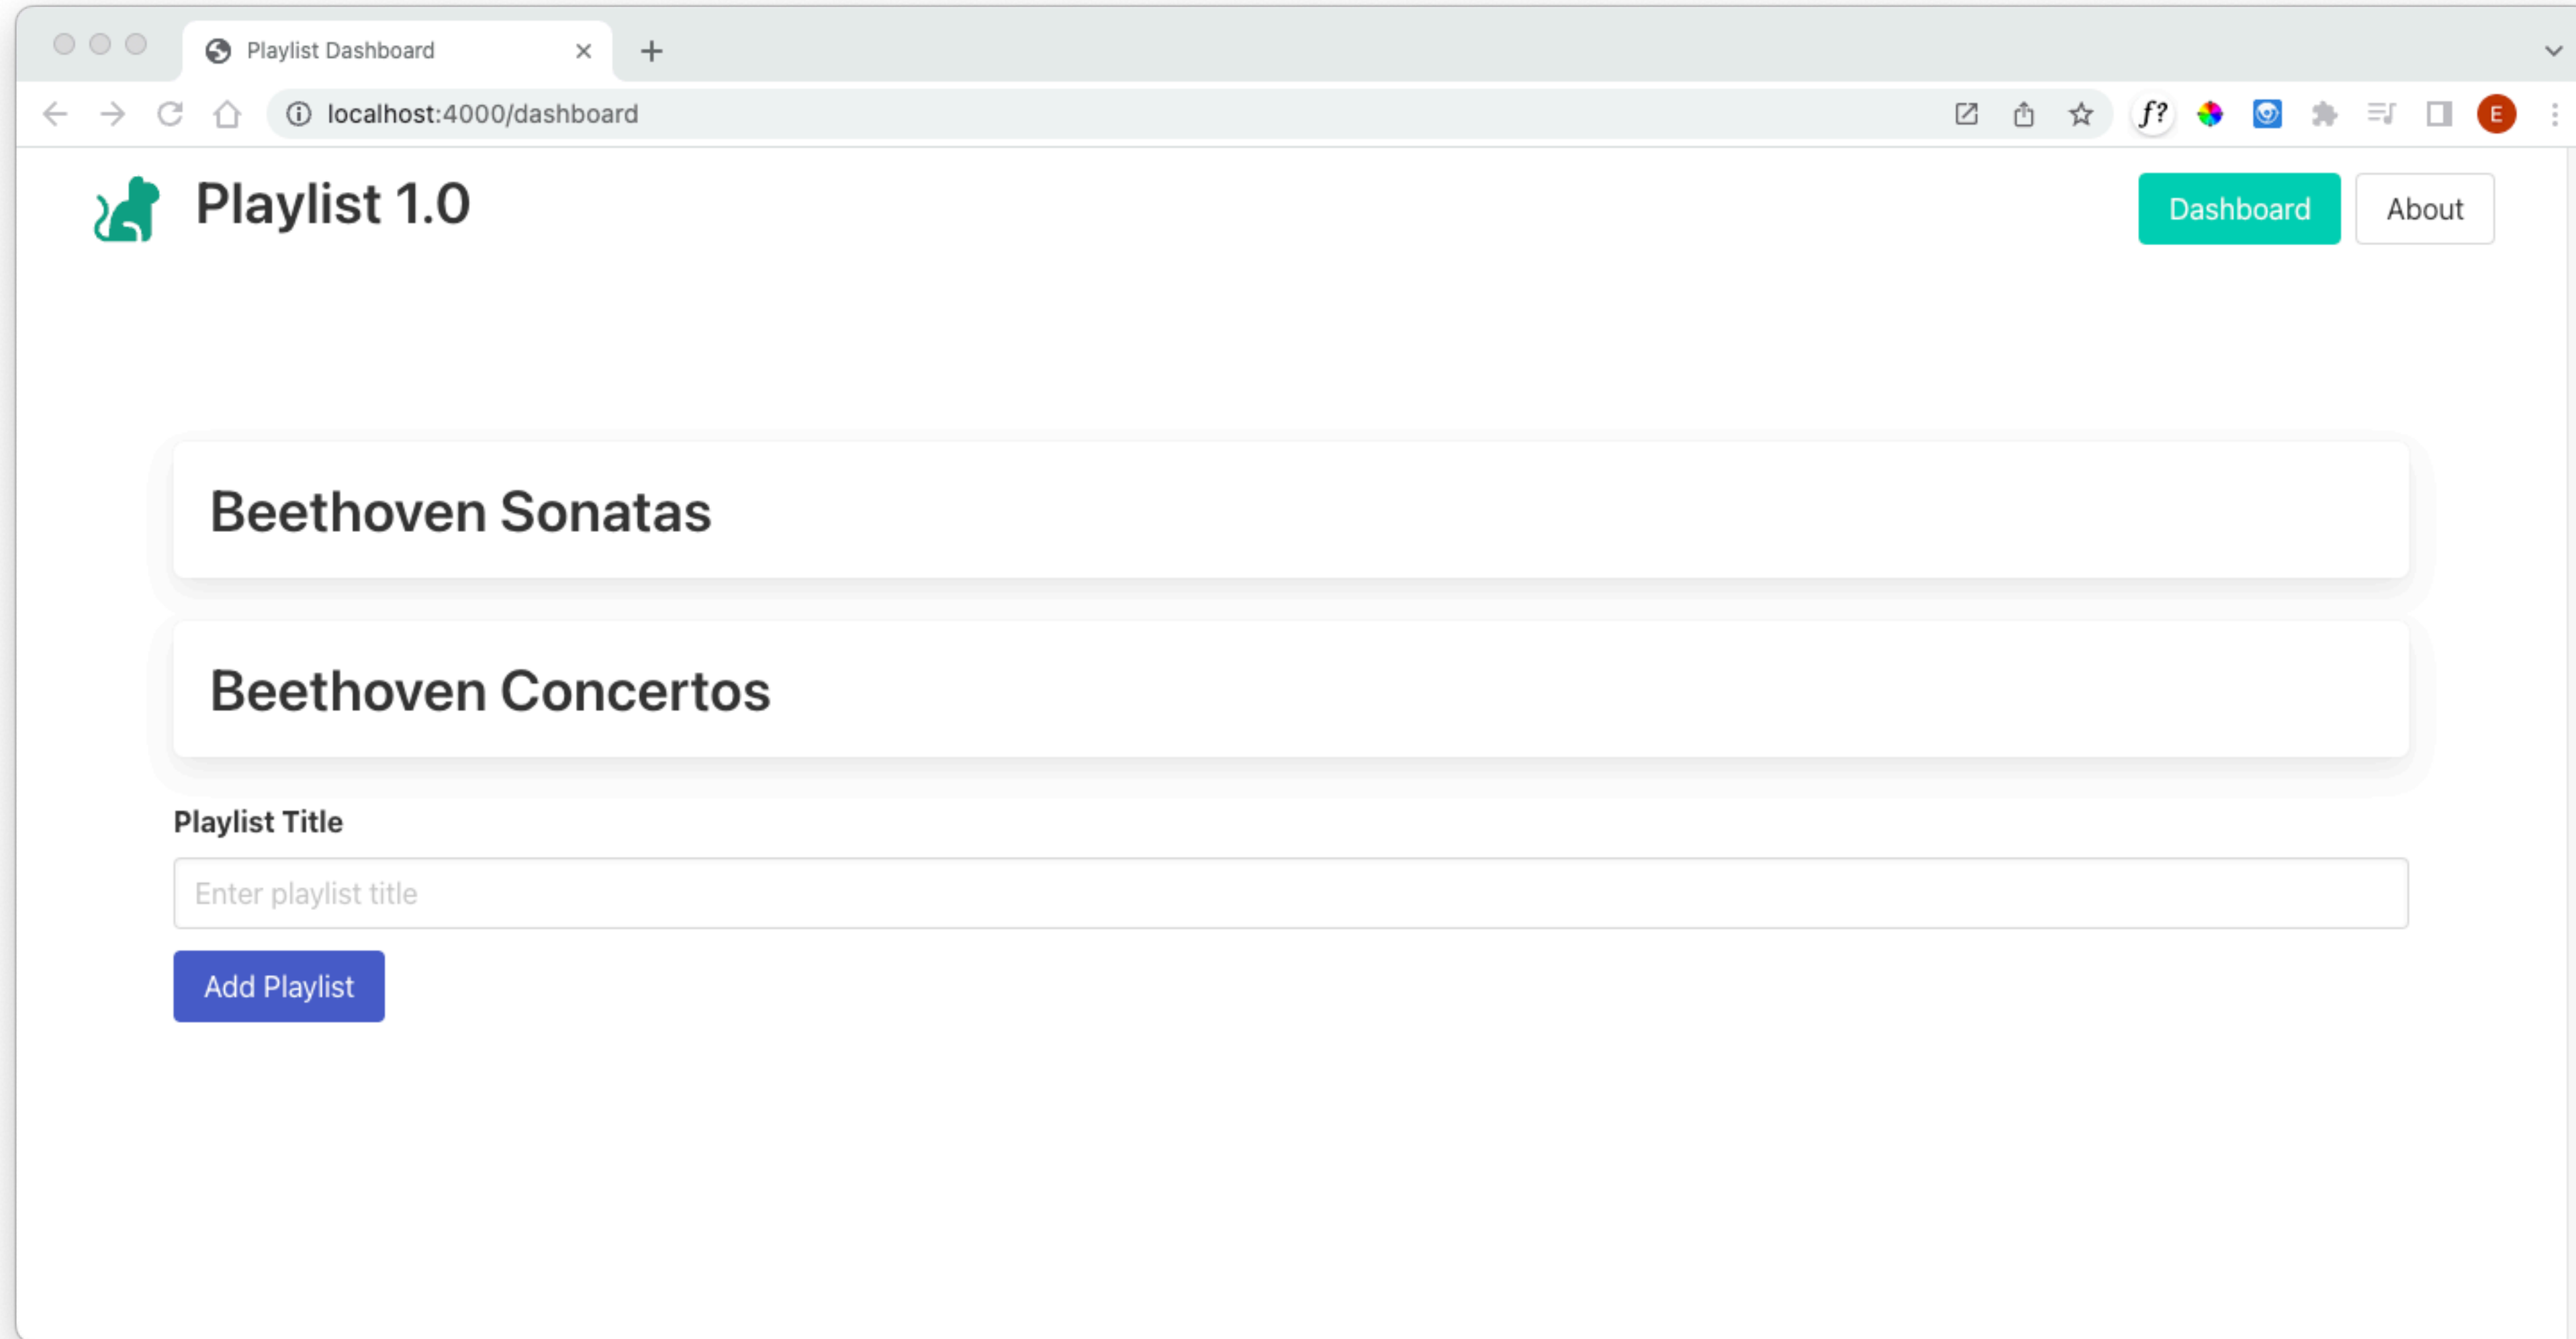 Playlist Dashboard
localhost:4000/dashboard
f?
E
Playlist 1.0
Dashboard
About
Beethoven Sonatas
Beethoven Concertos
Playlist Title
Enter playlist title
Add Playlist